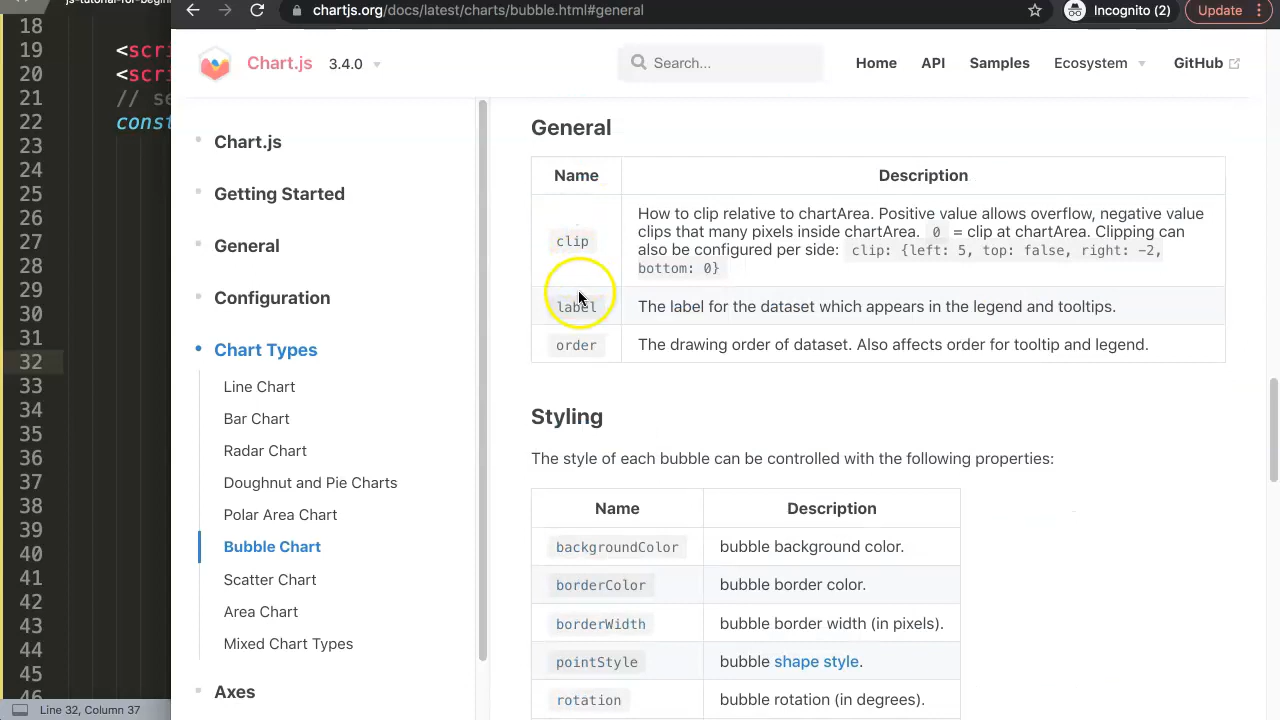 js-tutorial-for-begin
chartjs.org/docs/latest/charts/bubble.html#general
Incognito (2)
Update
18
19 <scri
20 <scri
21 // se
22 const
23
24
25
26
27
28
29
30
31
32
33
34
35
36
37
38
39
40
41
42
43
44
45
46
Line 32, Column 37
Chart.js 3.4.0
Search...
Home API Samples Ecosystem GitHub
Chart.js
Getting Started
General
Configuration
Chart Types
Line Chart
Bar Chart
Radar Chart
Doughnut and Pie Charts
Polar Area Chart
Bubble Chart
Scatter Chart
Area Chart
Mixed Chart Types
Axes
General
Name Description
clip How to clip relative to chartArea. Positive value allows overflow, negative value
clips that many pixels inside chartArea. 0 = clip at chartArea. Clipping can
also be configured per side: clip: {left: 5, top: false, right: -2,
bottom: 0}
label The label for the dataset which appears in the legend and tooltips.
order The drawing order of dataset. Also affects order for tooltip and legend.
Styling
The style of each bubble can be controlled with the following properties:
Name Description
backgroundColor bubble background color.
borderColor bubble border color.
borderWidth bubble border width (in pixels).
pointStyle bubble shape style.
rotation bubble rotation (in degrees).